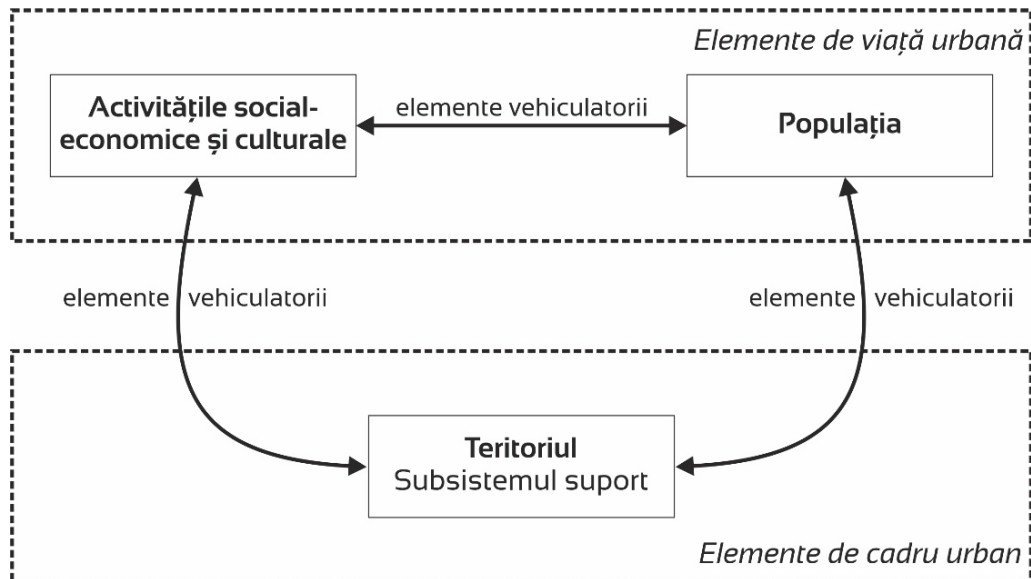 Elemente de viață urbană
Activitățile social-
economice și culturale
elemente vehiculatorii
Populația
elemente vehiculatorii
elemente vehiculatorii
Teritoriul
Subsistemul suport
Elemente de cadru urban